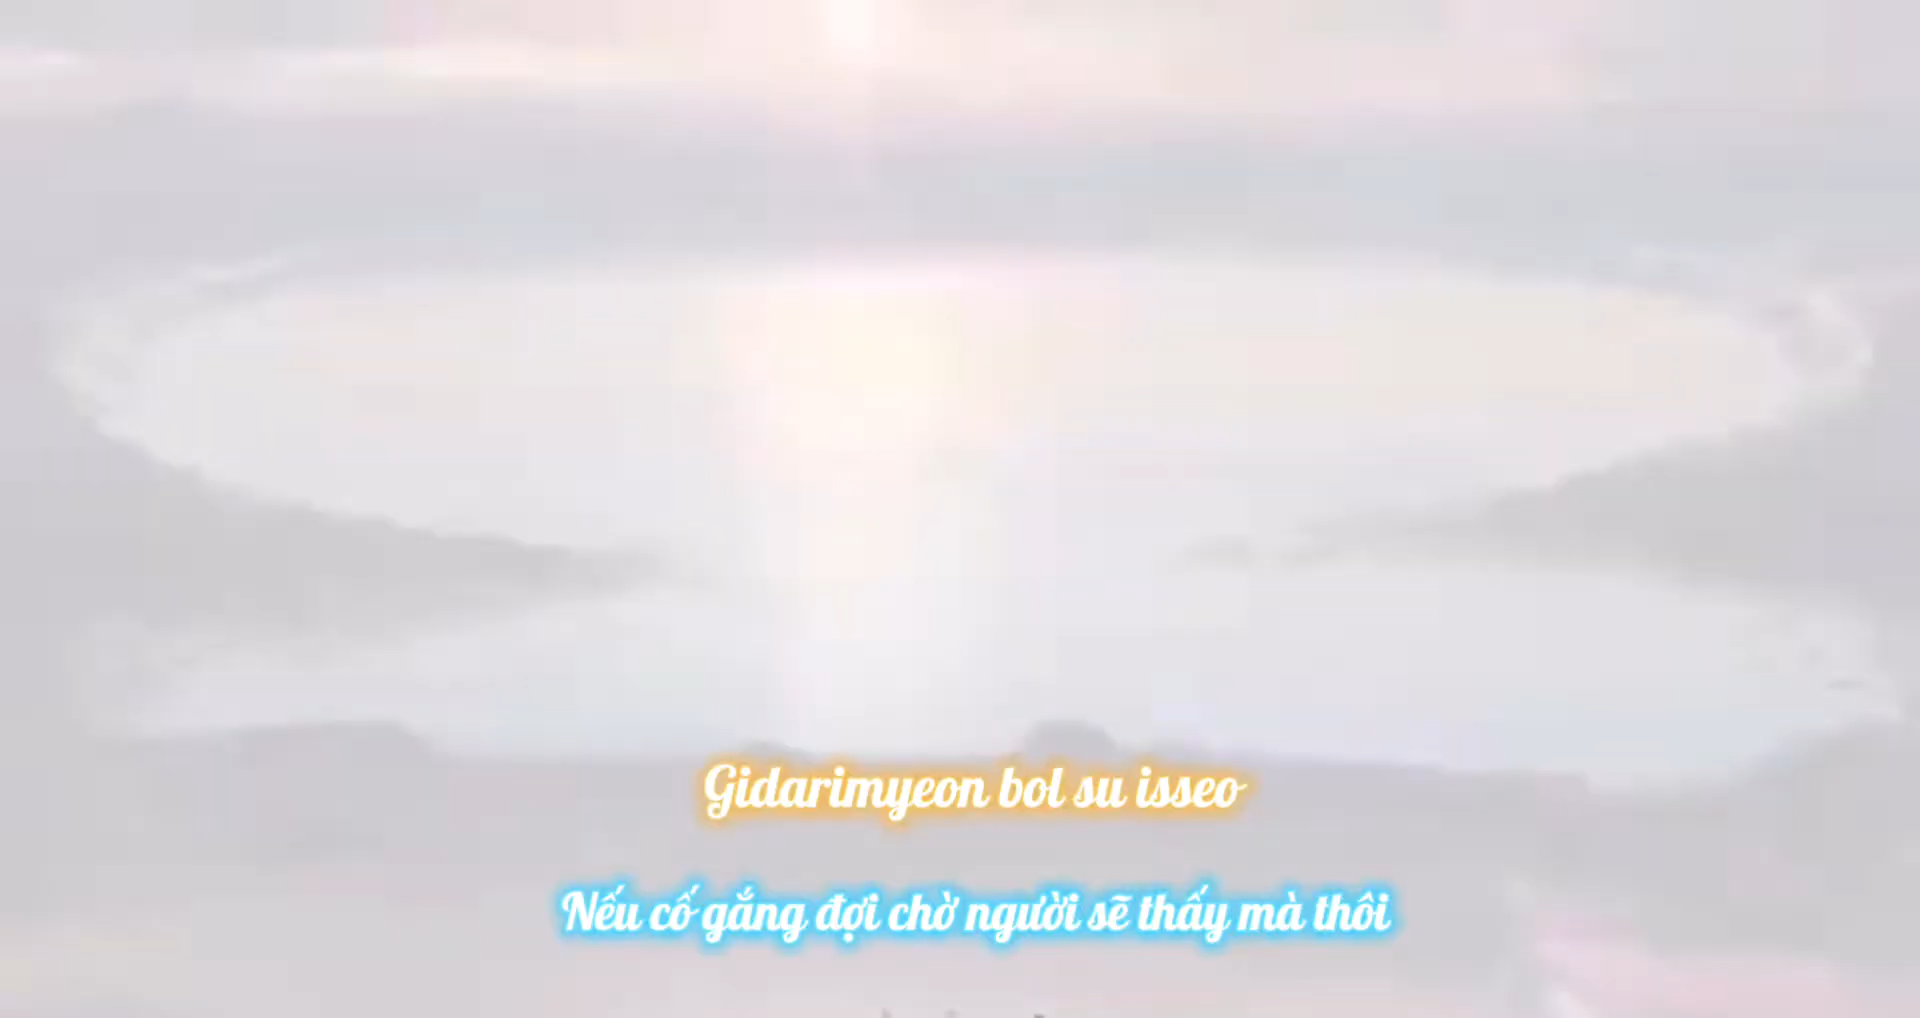 Gidarimyeon bol su isseo
Nếu cố gắng đợi chờ người sẽ thấy mà thôi